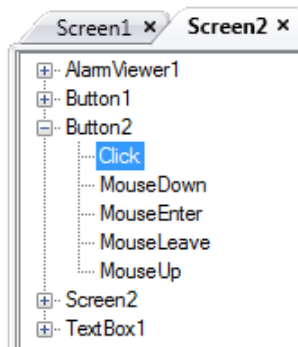 Screen1 × Screen2 ×
AlarmViewer1
Button1
Button2
Click
MouseDown
MouseEnter
MouseLeave
MouseUp
Screen2
TextBox1